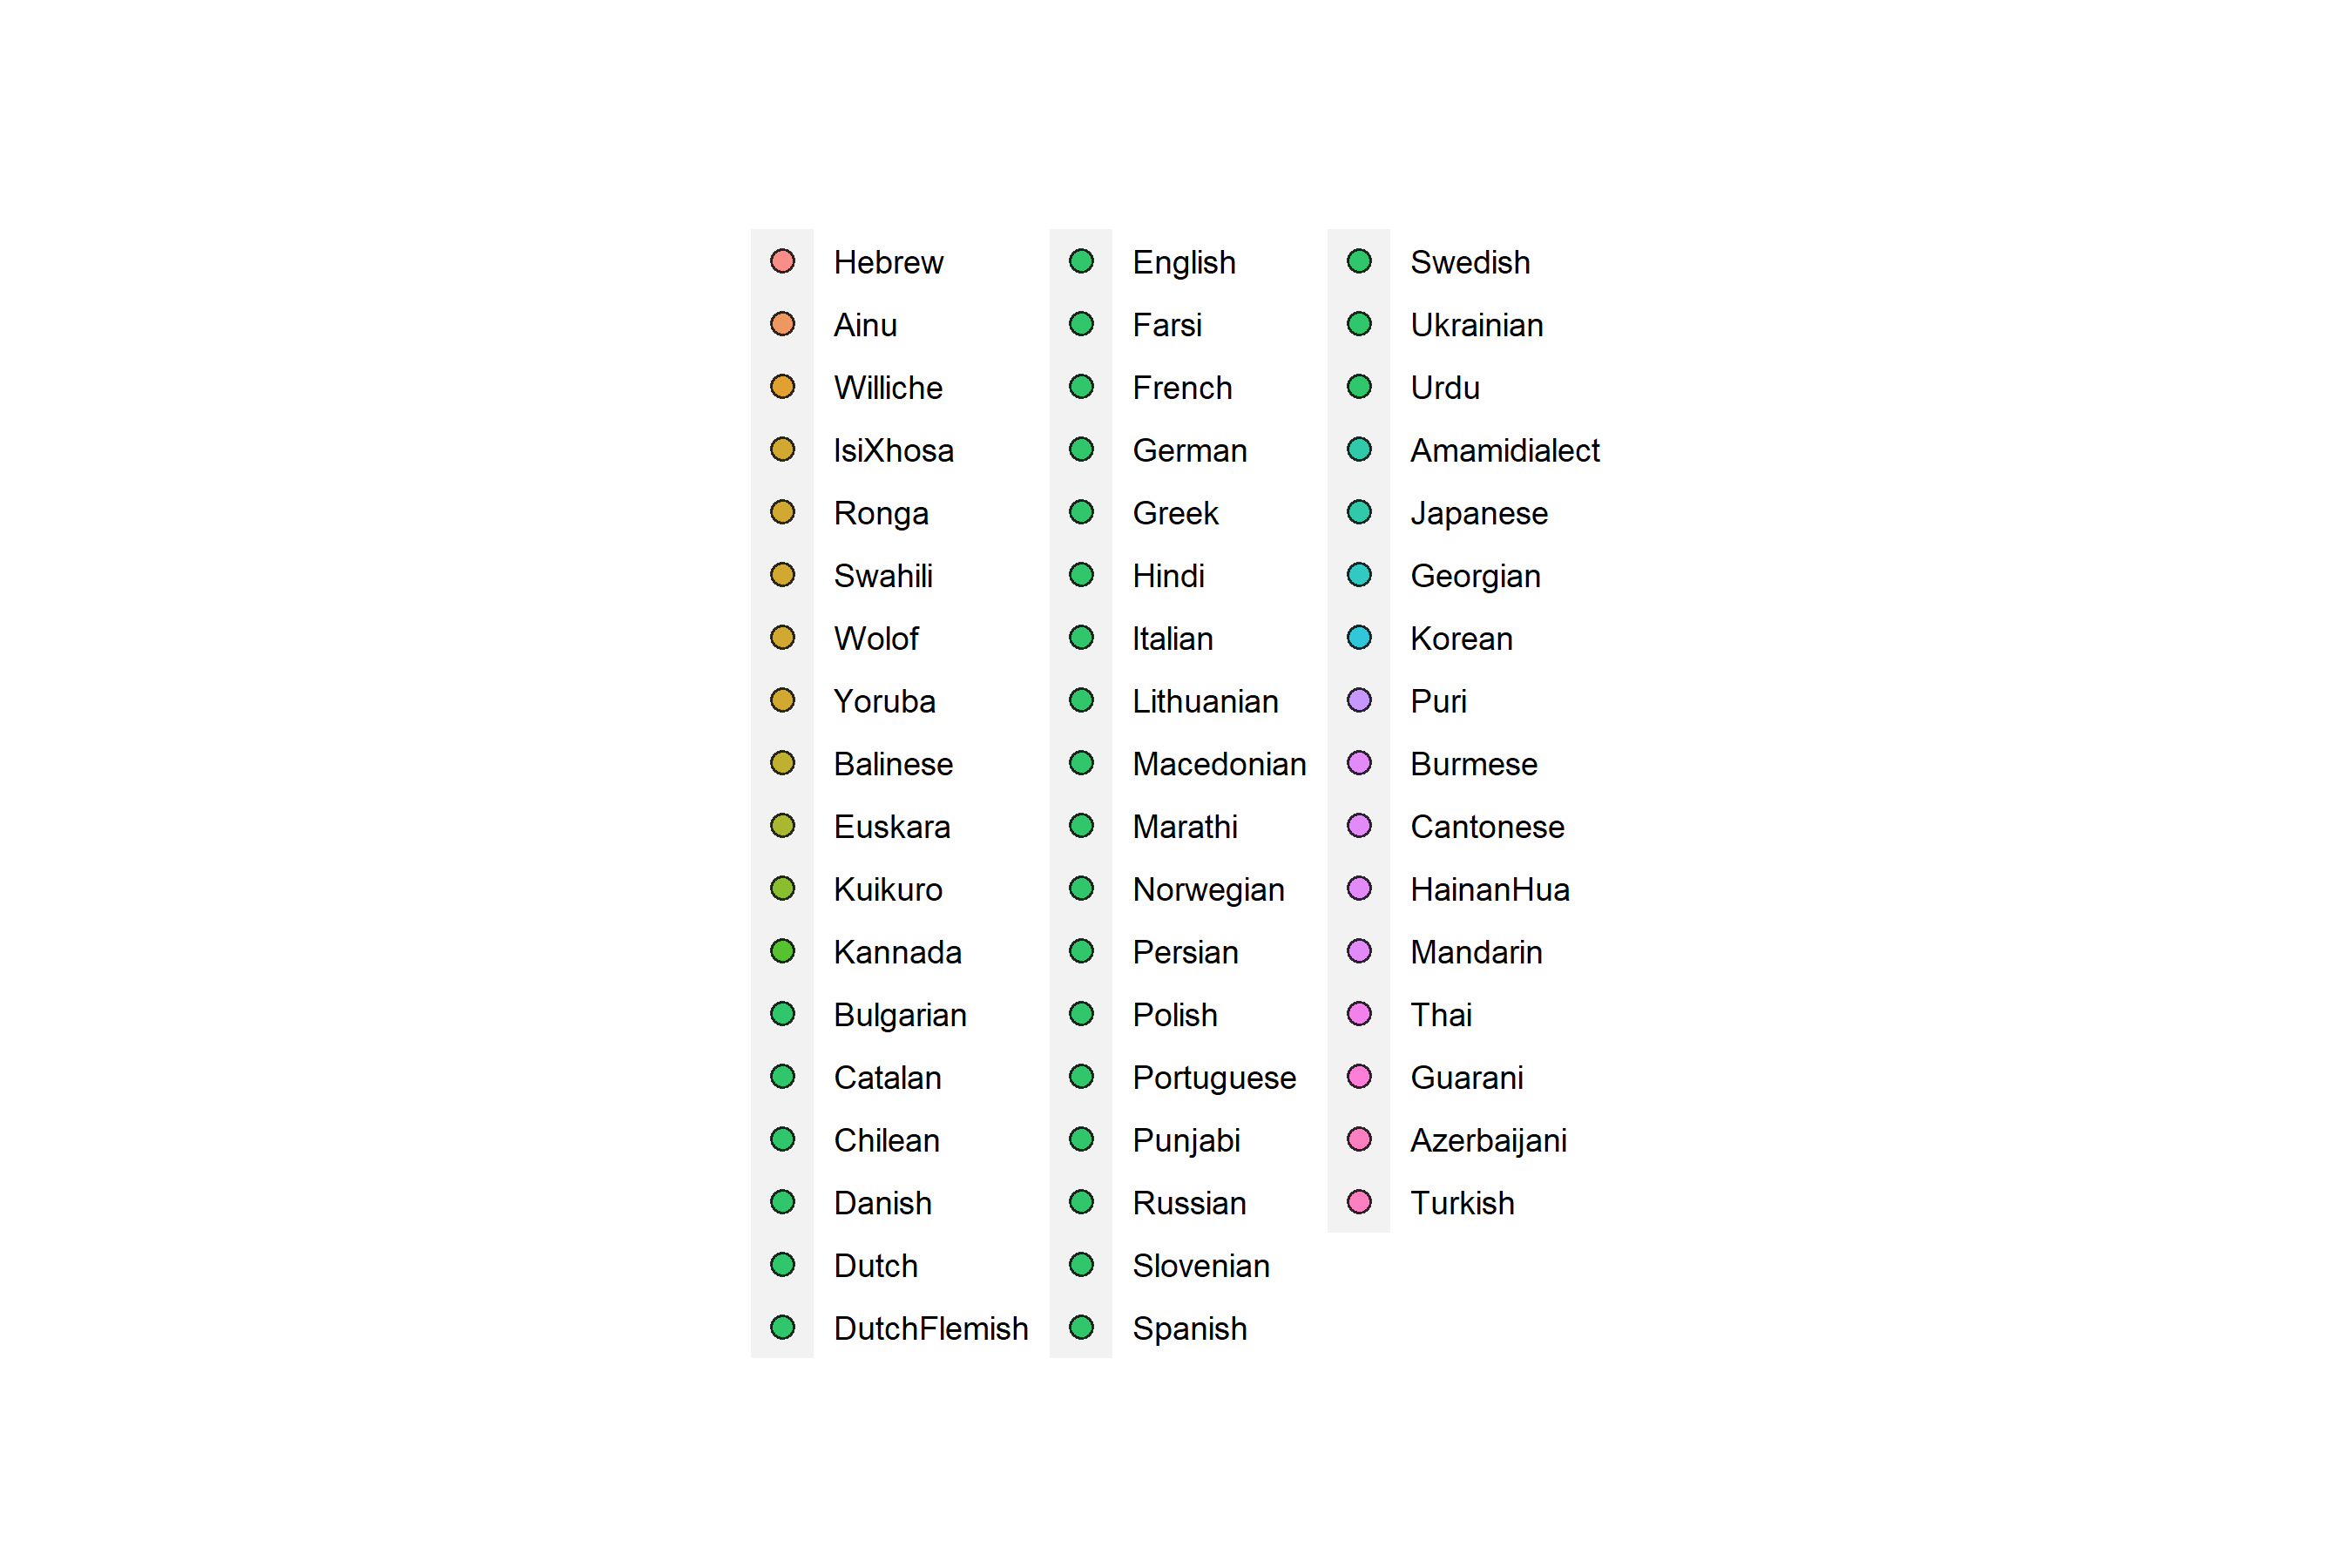 Hebrew
Ainu
Williche
IsiXhosa
Ronga
Swahili
Wolof
Yoruba
Balinese
Euskara
Kuikuro
Kannada
Bulgarian
Catalan
Chilean
Danish
Dutch
DutchFlemish
English
Farsi
French
German
Greek
Hindi
Italian
Lithuanian
Macedonian
Marathi
Norwegian
Persian
Polish
Portuguese
Punjabi
Russian
Slovenian
Spanish
Swedish
Ukrainian
Urdu
Amamidialect
Japanese
Georgian
Korean
Puri
Burmese
Cantonese
HainanHua
Mandarin
Thai
Guarani
Azerbaijani
Turkish